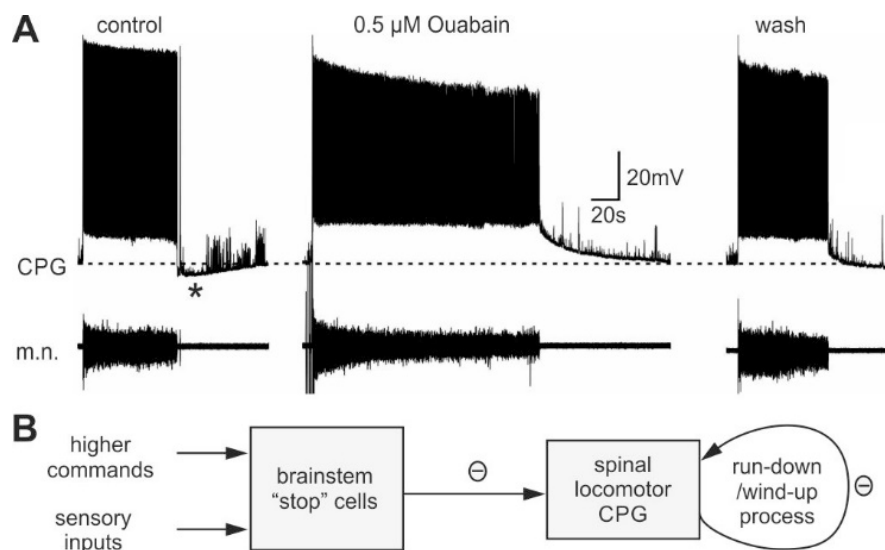 A
control
0.5 µM Ouabain
wash
20mV
20s
CPG
*
m.n.
B
higher
commands
sensory
inputs
brainstem
“stop” cells
⊖
spinal
locomotor
CPG
run-down
/wind-up
process
⊖